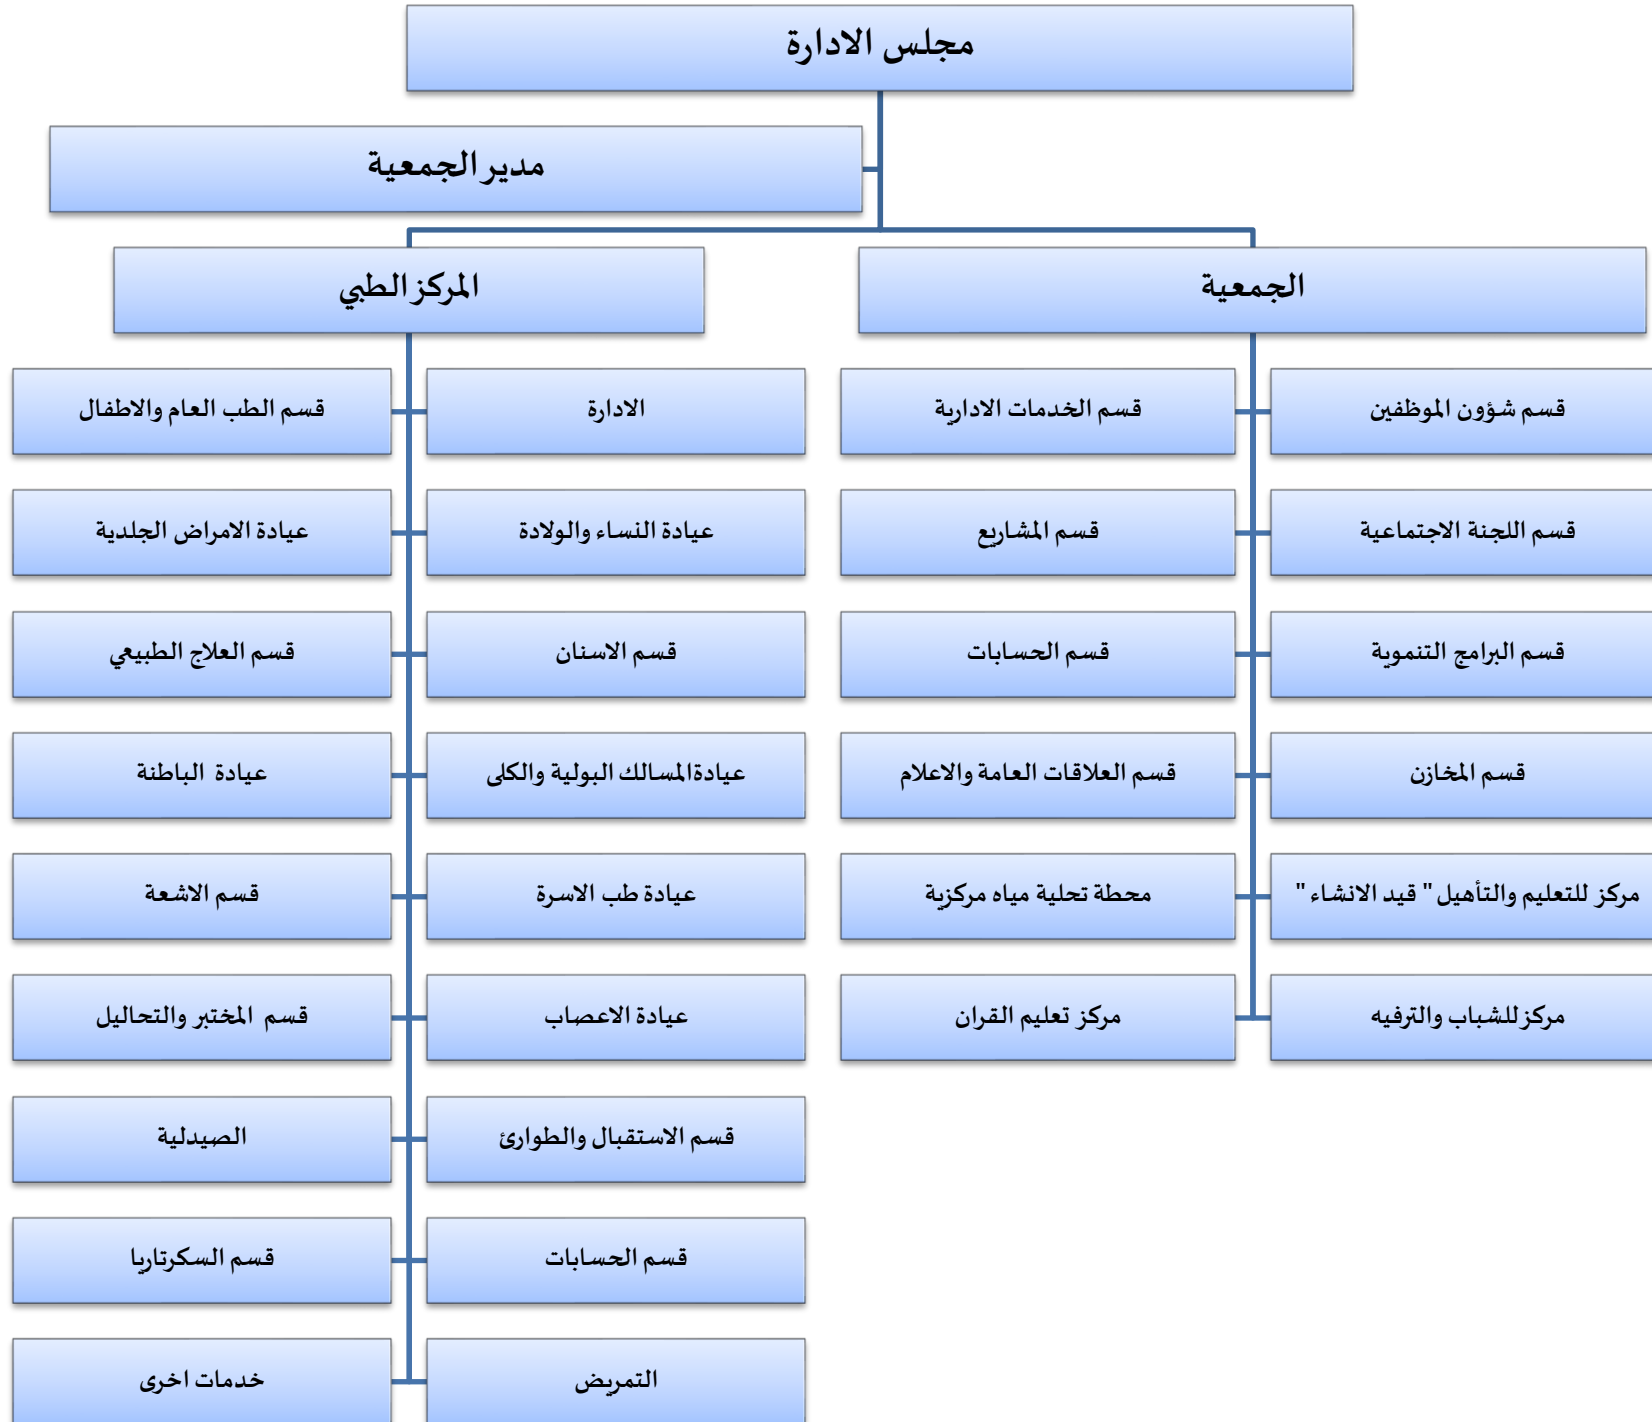 مجلس الادارة
مدير الجمعية
الجمعية
المركز الطبي
قسم شؤون الموظفين
قسم الخدمات الادارية
الادارة
قسم الطب العام والاطفال
قسم اللجنة الاجتماعية
قسم المشاريع
عيادة النساء والولادة
عيادة الامراض الجلدية
قسم البرامج التنموية
قسم الحسابات
قسم الاسنان
قسم العلاج الطبيعي
قسم المخازن
قسم العلاقات العامة والاعلام
عيادةالمسالك البولية والكلى
عيادة الباطنة
مركز للتعليم والتأهيل " قيد الانشاء "
محطة تحلية مياه مركزية
عيادة طب الاسرة
قسم الاشعة
مركز للشباب والترفيه
مركز تعليم القران
عيادة الاعصاب
قسم المختبر والتحاليل
قسم الاستقبال والطوارئ
الصيدلية
قسم الحسابات
قسم السكرتاريا
التمريض
خدمات اخرى